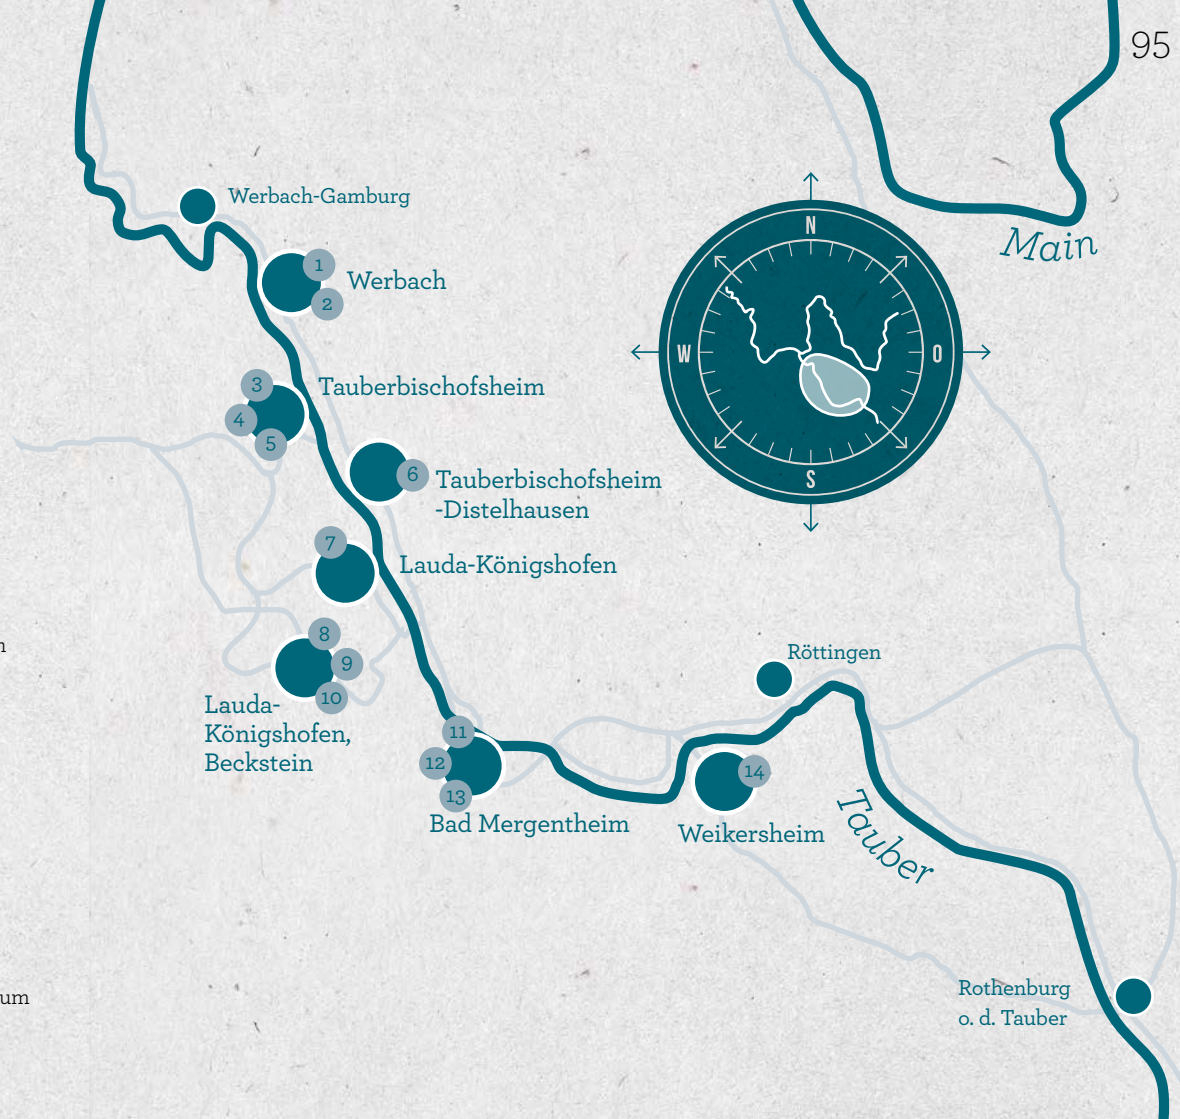 95
Werbach-Gamburg
1
Werbach
2
Main
N
W
O
S
3
Tauberbischofsheim
4
5
6
Tauberbischofsheim
-Distelhausen
7
Lauda-Königshofen
8
9
10
Lauda-
Königshofen,
Beckstein
Röttingen
11
12
13
Bad Mergentheim
14
Weikersheim
Tauber
um
Rothenburg
o. d. Tauber